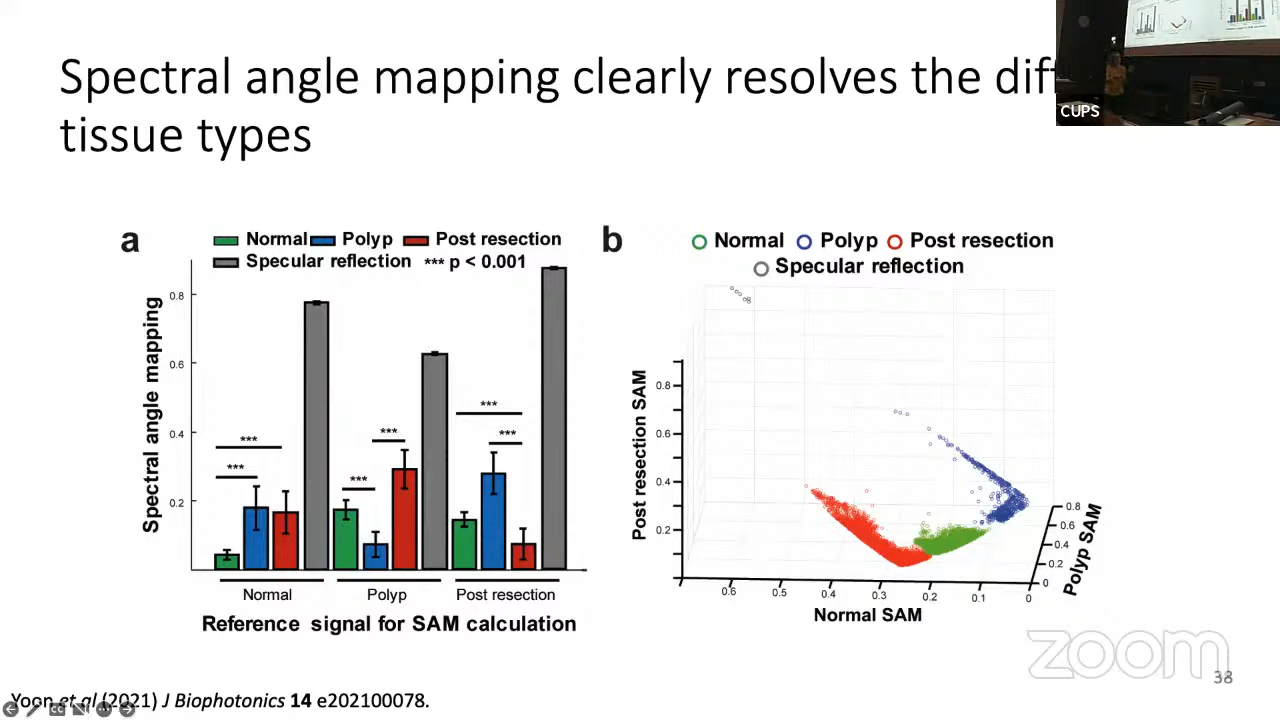 Spectral angle mapping clearly resolves the
tissue types
CUPS
a
Normal Polyp Post resection
Specular reflection *** p < 0.001
Spectral angle mapping
0.8
0.6
0.4
0.2
***
***
***
***
***
***
Normal Polyp Post resection
Reference signal for SAM calculation
b
Normal Polyp Post resection
Specular reflection
Post resection SAM
0.8
0.6
0.4
0.2
0.6 0.5 0.4 0.3 0.2 0.1 0
Normal SAM
0.8
0.6
0.4
0.2
0
Polyp SAM
zoom
38
Yoon et al (2021) J Biophotonics 14 e202100078.